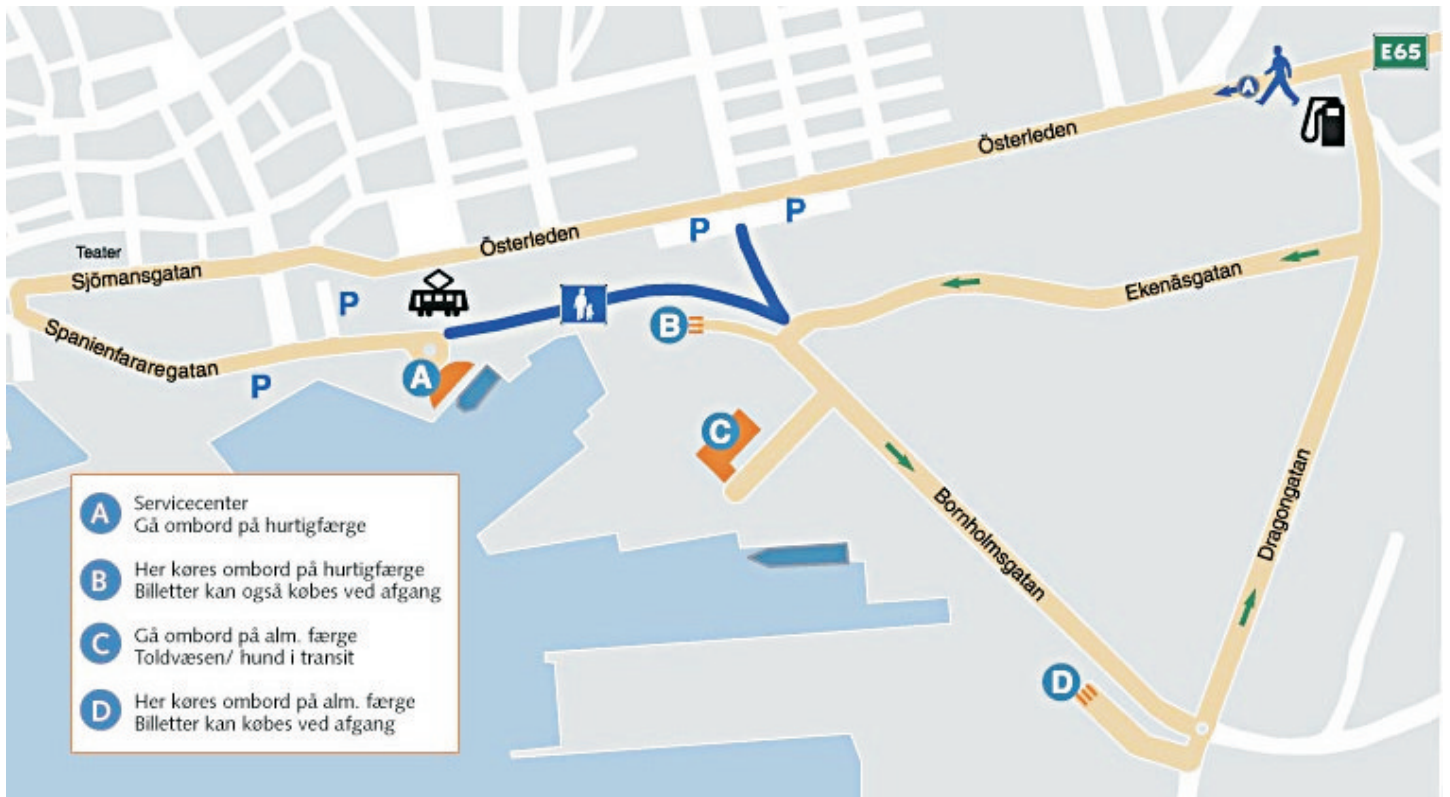 E65
A
Österleden
P
P
Österleden
Teater
Sjömansgatan
Ekenäsgatan
P
B
Spanienfararegatan
A
P
C
Bornholmsgatan
Dragongatan
D
A
Servicecenter
Gå ombord på hurtigfærge
B
Her køres ombord på hurtigfærge
Billetter kan også købes ved afgang
C
Gå ombord på alm. færge
Toldvæsen/ hund i transit
D
Her køres ombord på alm. færge
Billetter kan købes ved afgang